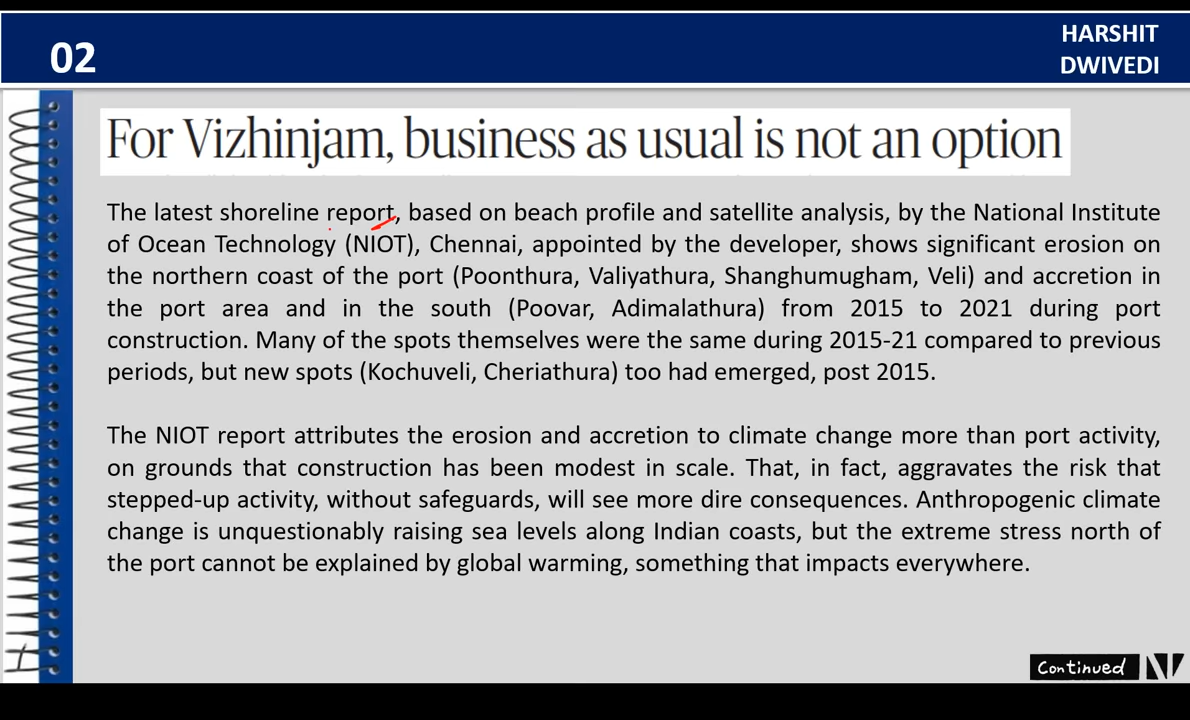 02
HARSHIT
DWIVEDI
For Vizhinjam, business as usual is not an option
The latest shoreline report, based on beach profile and satellite analysis, by the National Institute
of Ocean Technology (NIOT), Chennai, appointed by the developer, shows significant erosion on
the northern coast of the port (Poonthura, Valiyathura, Shanghumugham, Veli) and accretion in
the port area and in the south (Poovar, Adimalathura) from 2015 to 2021 during port
construction. Many of the spots themselves were the same during 2015-21 compared to previous
periods, but new spots (Kochuveli, Cheriathura) too had emerged, post 2015.
The NIOT report attributes the erosion and accretion to climate change more than port activity,
on grounds that construction has been modest in scale. That, in fact, aggravates the risk that
stepped-up activity, without safeguards, will see more dire consequences. Anthropogenic climate
change is unquestionably raising sea levels along Indian coasts, but the extreme stress north of
the port cannot be explained by global warming, something that impacts everywhere.
Continued